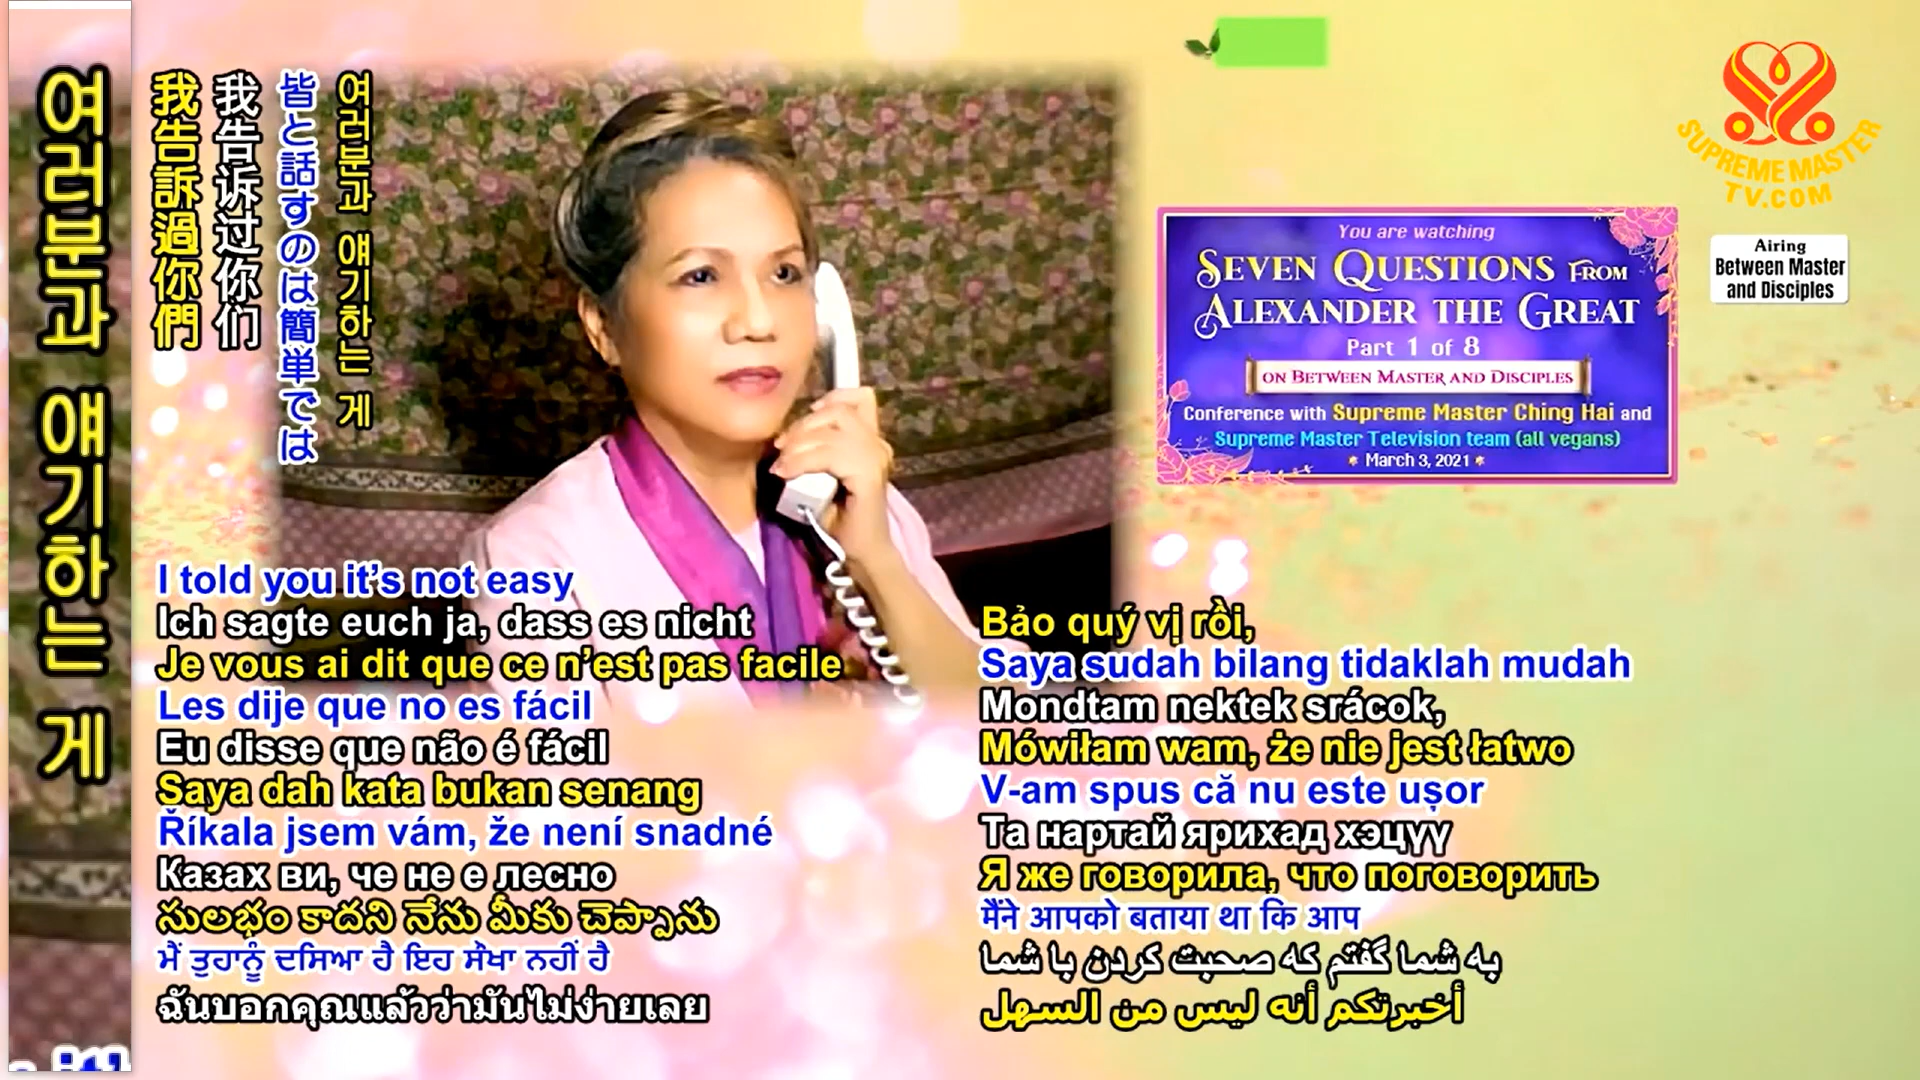 여러분과 얘기하는 게
我告訴過你們
我告诉过你们
皆と話すのは簡単では
여러분과 얘기하는 게
SUPREME MASTER
TV.COM
Airing
Between Master
and Disciples
You are watching
SEVEN QUESTIONS FROM
ALEXANDER THE GREAT
Part 1 of 8
ON BETWEEN MASTER AND DISCIPLES
Conference with Supreme Master Ching Hai and
Supreme Master Television team (all vegans)
* March 3, 2021 *
I told you it’s not easy
Ich sagte euch ja, dass es nicht
Je vous ai dit que ce n’est pas facile
Les dije que no es fácil
Eu disse que não é fácil
Saya dah kata bukan senang
Říkala jsem vám, že není snadné
Казах ви, че не е лесно
సులభం కాదని నేను మీకు చెప్పాను
ਮੈਂ ਤੁਹਾਨੂੰ ਦਸਿਆ ਹੈ ਇਹ ਸੌਖਾ ਨਹੀਂ ਹੈ
ฉันบอกคุณแล้วว่ามันไม่ง่ายเลย
Bảo quý vị rồi,
Saya sudah bilang tidaklah mudah
Mondtam nektek srácok,
Mówiłam wam, że nie jest łatwo
V-am spus că nu este ușor
Та нартай ярихад хэцүү
Я же говорила, что поговорить
मैंने आपको बताया था कि आप
به شما گفتم که صحبت کردن با شما
أخبرتكم أنه ليس من السهل